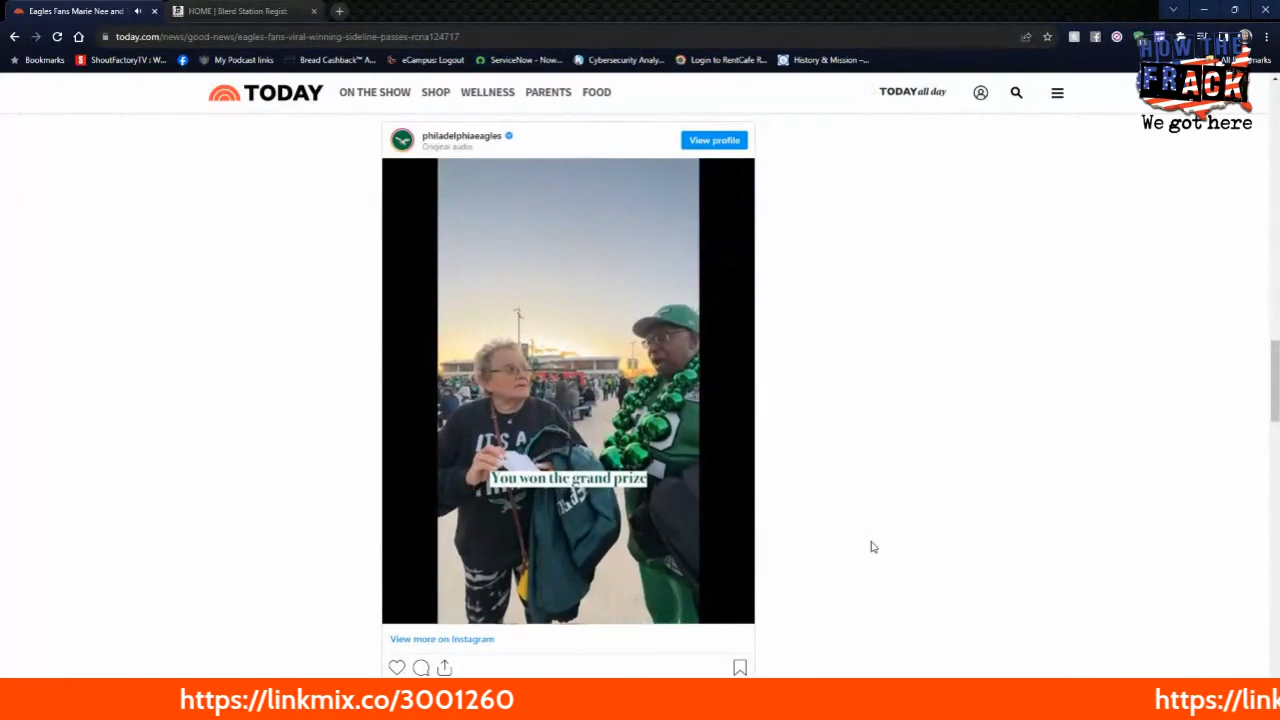 Eagles Fans Marie Nee and
HOME | Blerd Station Regist
today.com/news/good-news/eagles-fans-viral-winning-sideline-passes-rcna124717
Bookmarks
ShoutFactoryTV : W...
My Podcast links
Bread Cashback™ A...
eCampus: Logout
ServiceNow - Now...
Cybersecurity Analy...
Login to RentCafe R...
History & Mission –...
All Bookmarks
HOW THE
FRACK
We got here
TODAY
ON THE SHOW
SHOP
WELLNESS
PARENTS
FOOD
TODAY all day
philadelphiaeagles
Original audio
View profile
IT'S A
You won the grand prize
View more on Instagram
https://linkmix.co/3001260
https://link